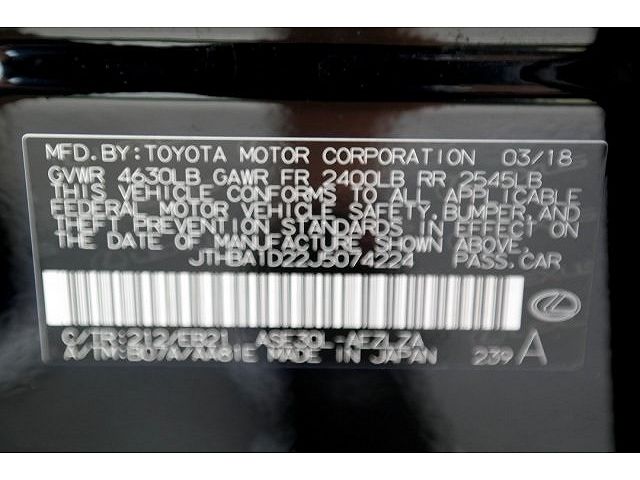 MFD. BY: TOYOTA MOTOR CORPORATION 03/18
GVWR 4630LB GAWR FR 2400LB RR 2545LB
THIS VEHICLE CONFORMS TO ALL APPLICABLE
FEDERAL MOTOR VEHICLE SAFETY, BUMPER, AND
THEFT PREVENTION STANDARDS IN EFFECT ON
THE DATE OF MANUFACTURE SHOWN ABOVE.
JTHBA1D22J5074224 PASS. CAR
C/TR: 212/EB21 ASE30L-AFZLZA
A/TM: B07A/AA81E MADE IN JAPAN 239 A